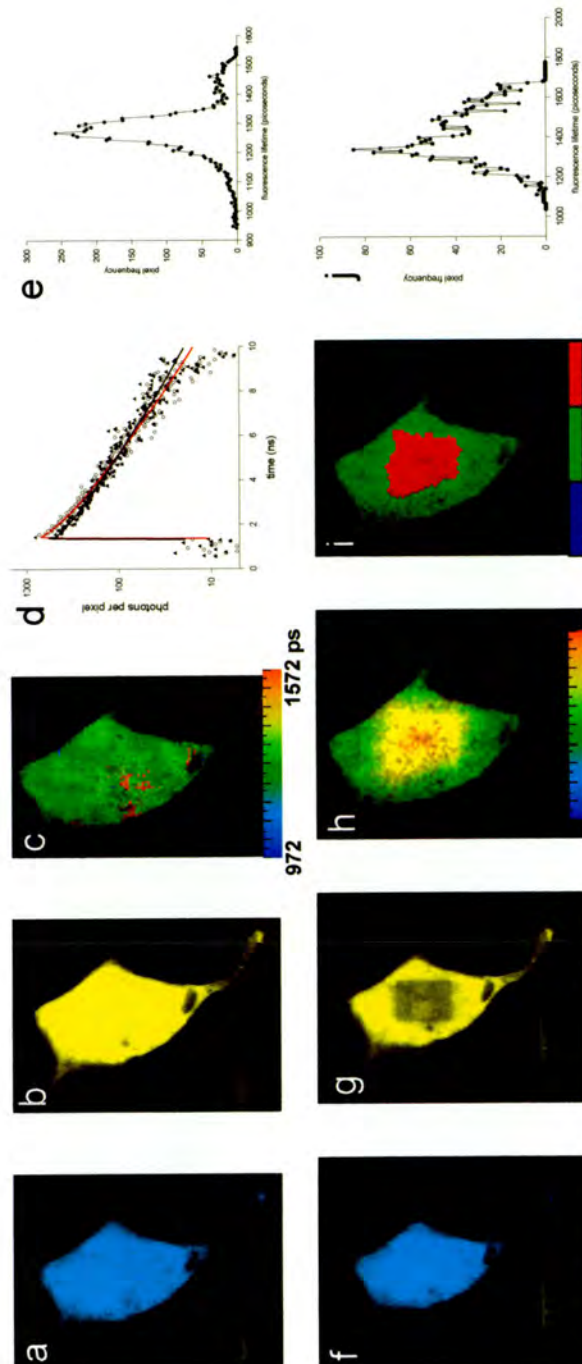 a
b
c
972 1572 ps
d
photons per pixel
1000
100
10
0 2 4 6 8 10
time (ns)
e
pixel frequency
300
250
200
150
100
50
0
900 1000 1100 1200 1300 1400 1500 1600
fluorescence lifetime (picoseconds)
f
g
h
i
j
pixel frequency
100
80
60
40
20
0
1000 1200 1400 1600 1800 2000
fluorescence lifetime (picoseconds)